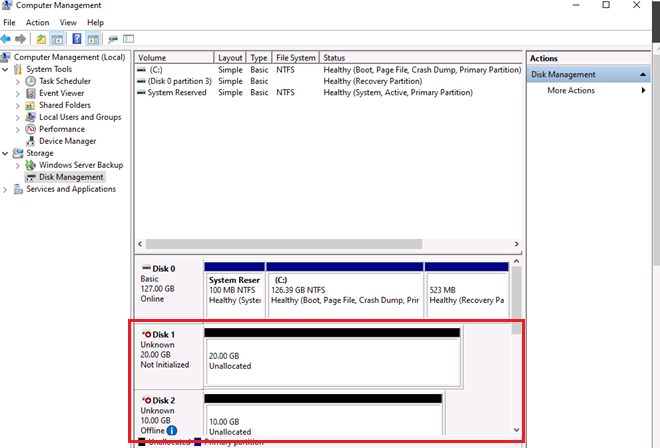 Computer Management
File Action View Help
Computer Management (Local)
System Tools
Task Scheduler
Event Viewer
Shared Folders
Local Users and Groups
Performance
Device Manager
Storage
Windows Server Backup
Disk Management
Services and Applications
Volume Layout Type File System Status
(C:) Simple Basic NTFS Healthy (Boot, Page File, Crash Dump, Primary Partition)
(Disk 0 partition 3) Simple Basic Healthy (Recovery Partition)
System Reserved Simple Basic NTFS Healthy (System, Active, Primary Partition)
Disk 0
Basic
127.00 GB
Online
System Reser
100 MB NTFS
Healthy (Syste
(C:)
126.39 GB NTFS
Healthy (Boot, Page File, Crash Dump, Prir
523 MB
Healthy (Recovery Pa
Disk 1
Unknown
20.00 GB
Not Initialized
20.00 GB
Unallocated
Disk 2
Unknown
10.00 GB
Offline
10.00 GB
Unallocated
Unallocated Primary partition
Actions
Disk Management
More Actions